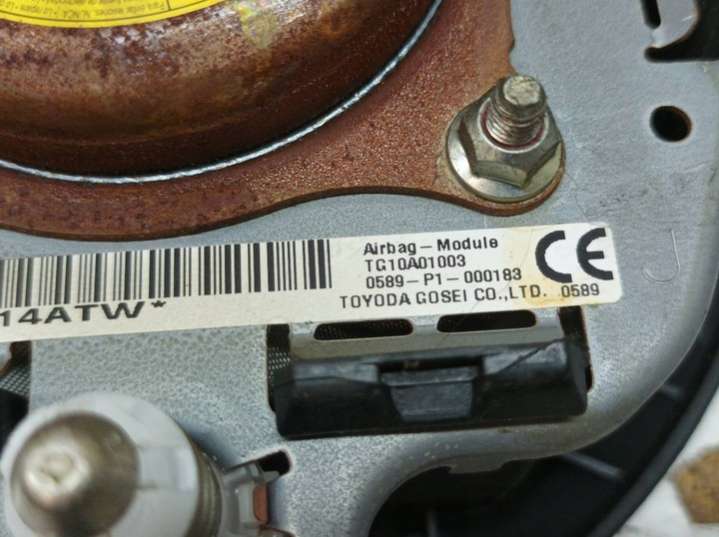 Airbag-Module
TG10A01003
0589-P1-000183
TOYODA GOSEI CO.,LTD. 0589
CE
14ATW*